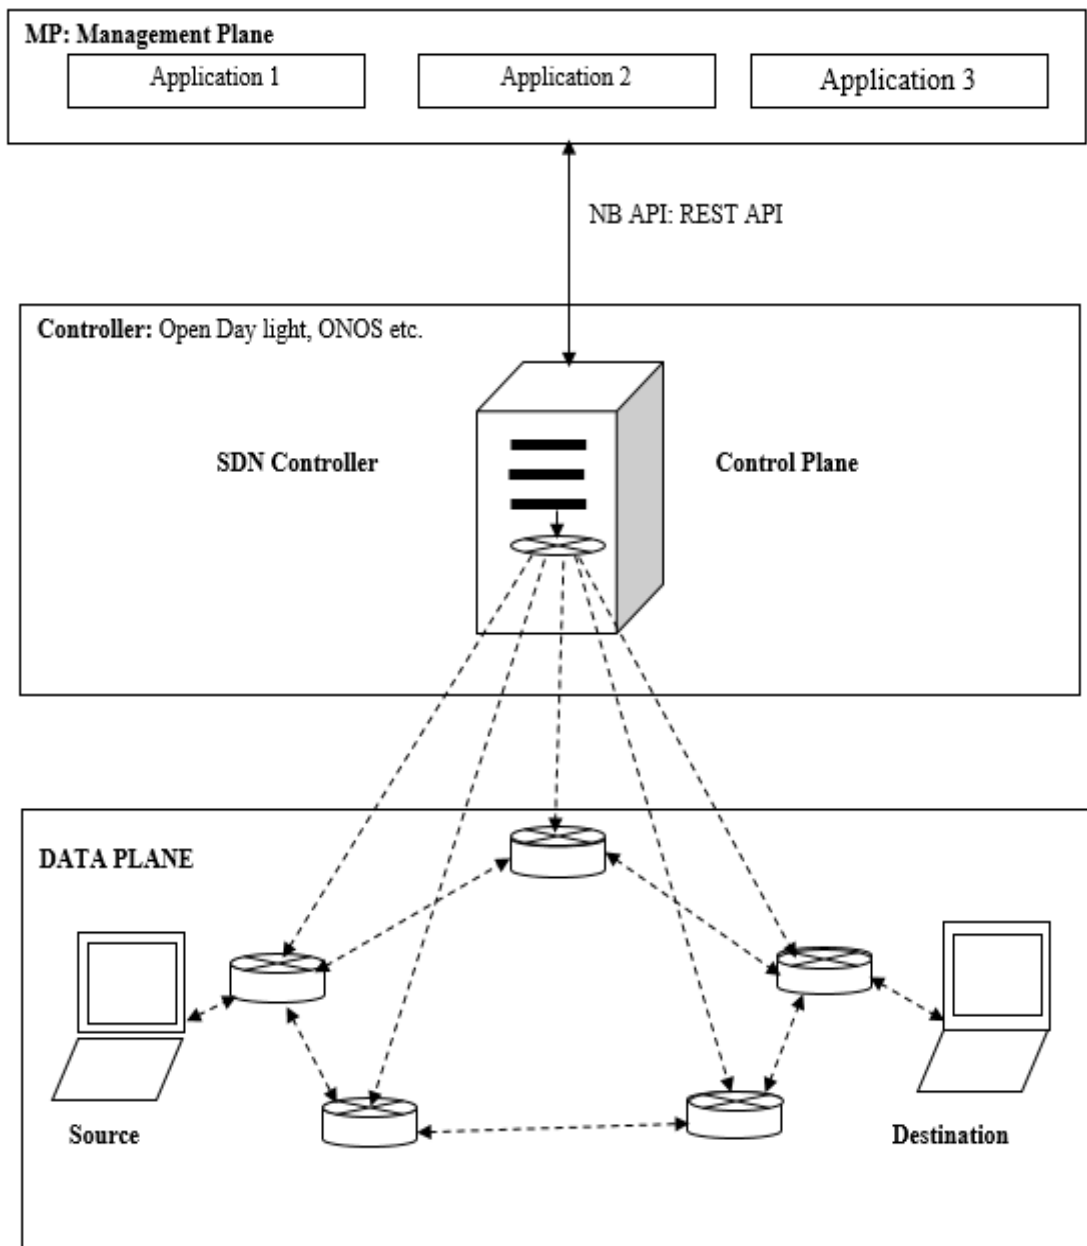 MP: Management Plane
Application 1
Application 2
Application 3
NB API: REST API
Controller: Open Day light, ONOS etc.
SDN Controller
Control Plane
DATA PLANE
Source
Destination